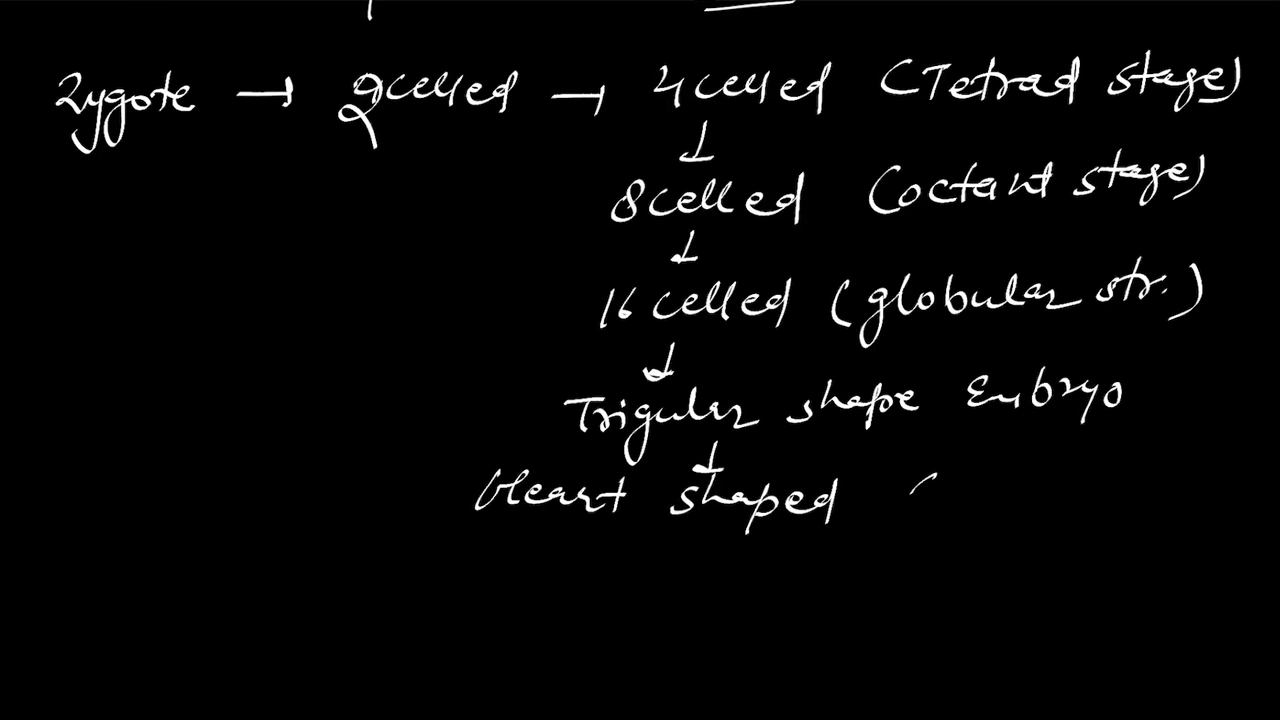 Zygote → 2celled → 4celled (Tetrad stage)
↓
8celled (octant stage)
↓
16 celled (globular str.)
↓
Trigular shape Embryo
↓
Heart shaped (